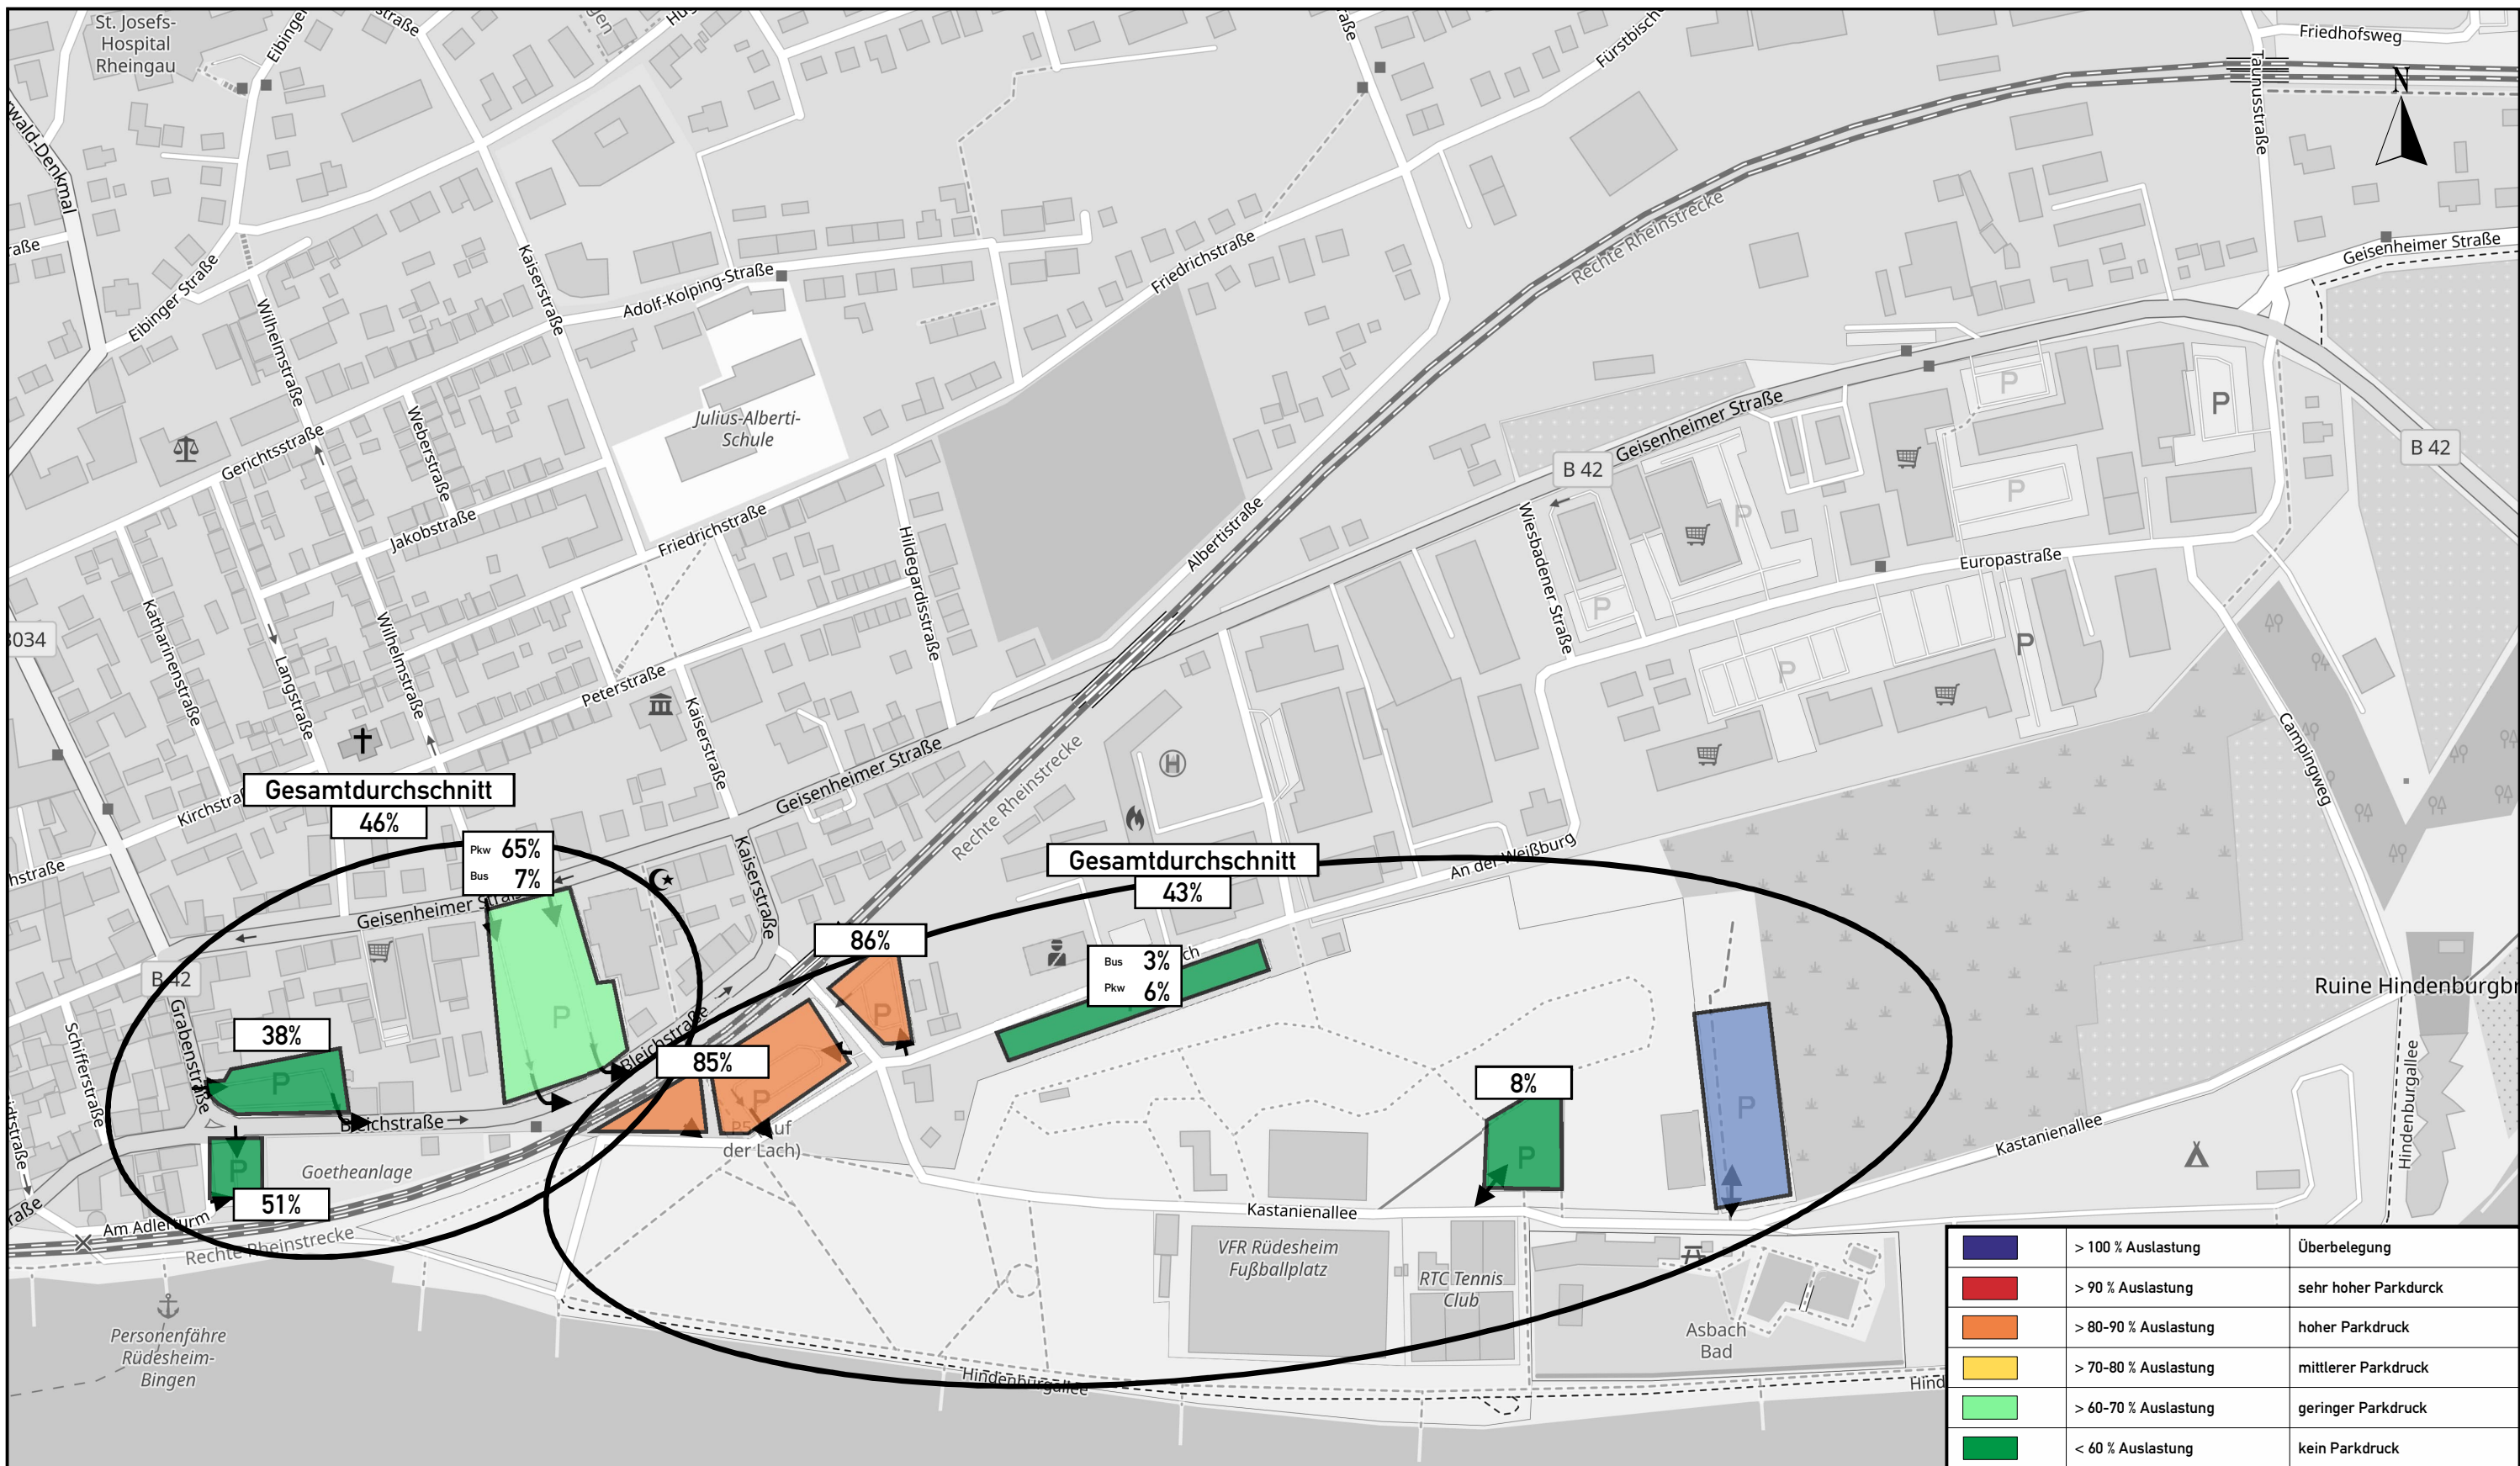 St. Josefs-
Hospital
Rheingau
Friedhofsweg
Taunusstraße
N
Kaiserstraße
Adolf-Kolping-Straße
Friedrichstraße
Rechte Rheinstrecke
Geisenheimer Straße
Eibinger Straße
Wilhelmstraße
Gerichtsstraße
Weberstraße
Julius-Alberti-
Schule
Geisenheimer Straße
B 42
B 42
P
P
P
P
Jakobstraße
Friedrichstraße
Hildegardisstraße
Albertistraße
Wiesbadener Straße
Europastraße
P
P
P
Katharinenstraße
Langstraße
Wilhelmstraße
Peterstraße
Kaiserstraße
Geisenheimer Straße
Rechte Rheinstrecke
H
Campingweg
Gesamtdurchschnitt
46%
Pkw 65%
Bus 7%
Kaiserstraße
Gesamtdurchschnitt
43%
An der Weißburg
86%
Bus 3%
Pkw 6%
B 42
Schifferstraße
Grabenstraße
38%
P
P
Bleichstraße
85%
P
P
8%
P
P
Ruine Hindenburgbr
Bleichstraße
der Lach)
P
Goetheanlage
51%
Am Adlerturm
Rechte Rheinstrecke
Kastanienallee
Kastanienallee
Hindenburgallee
VFR Rüdesheim
Fußballplatz
RTC Tennis
Club
Asbach
Bad
Personenfähre
Rüdesheim-
Bingen
Hindenburgallee
Hind
> 100 % Auslastung Überbelegung
> 90 % Auslastung sehr hoher Parkdurck
> 80-90 % Auslastung hoher Parkdruck
> 70-80 % Auslastung mittlerer Parkdruck
> 60-70 % Auslastung geringer Parkdruck
< 60 % Auslastung kein Parkdruck